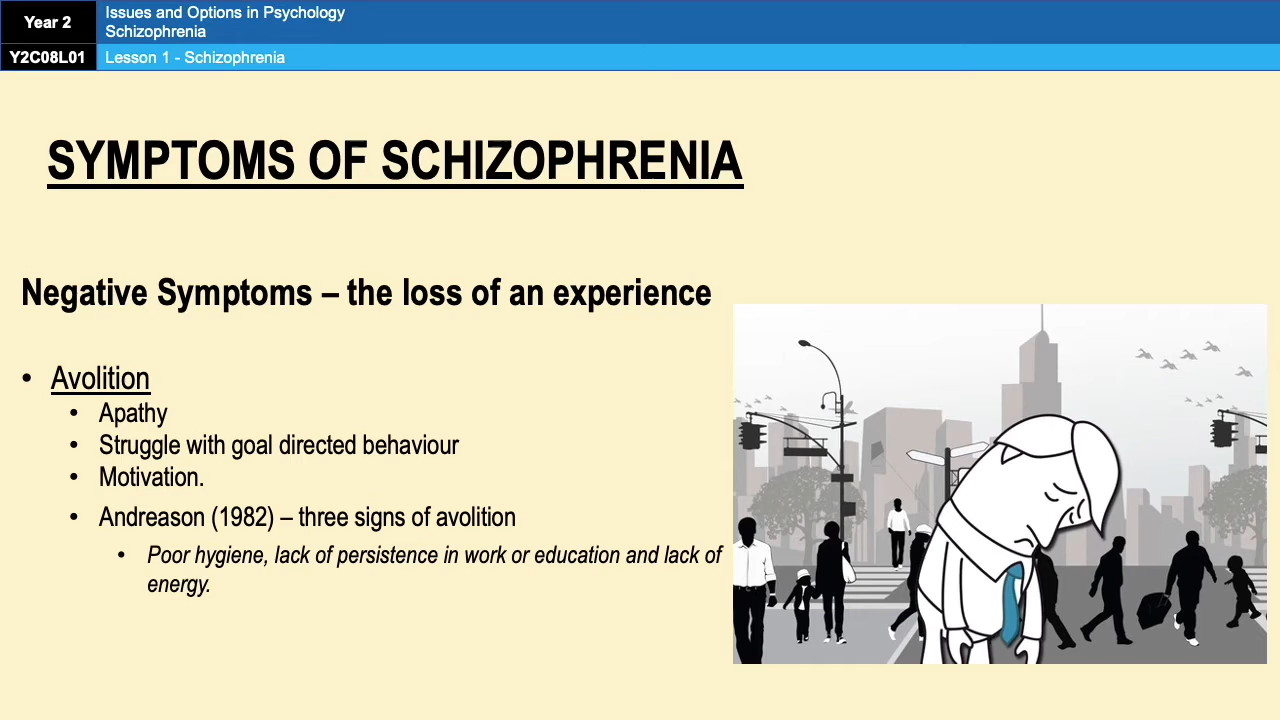 Year 2
Issues and Options in Psychology
Schizophrenia
Y2C08L01
Lesson 1 - Schizophrenia
SYMPTOMS OF SCHIZOPHRENIA
Negative Symptoms – the loss of an experience
• Avolition
• Apathy
• Struggle with goal directed behaviour
• Motivation.
• Andreason (1982) – three signs of avolition
• Poor hygiene, lack of persistence in work or education and lack of
energy.